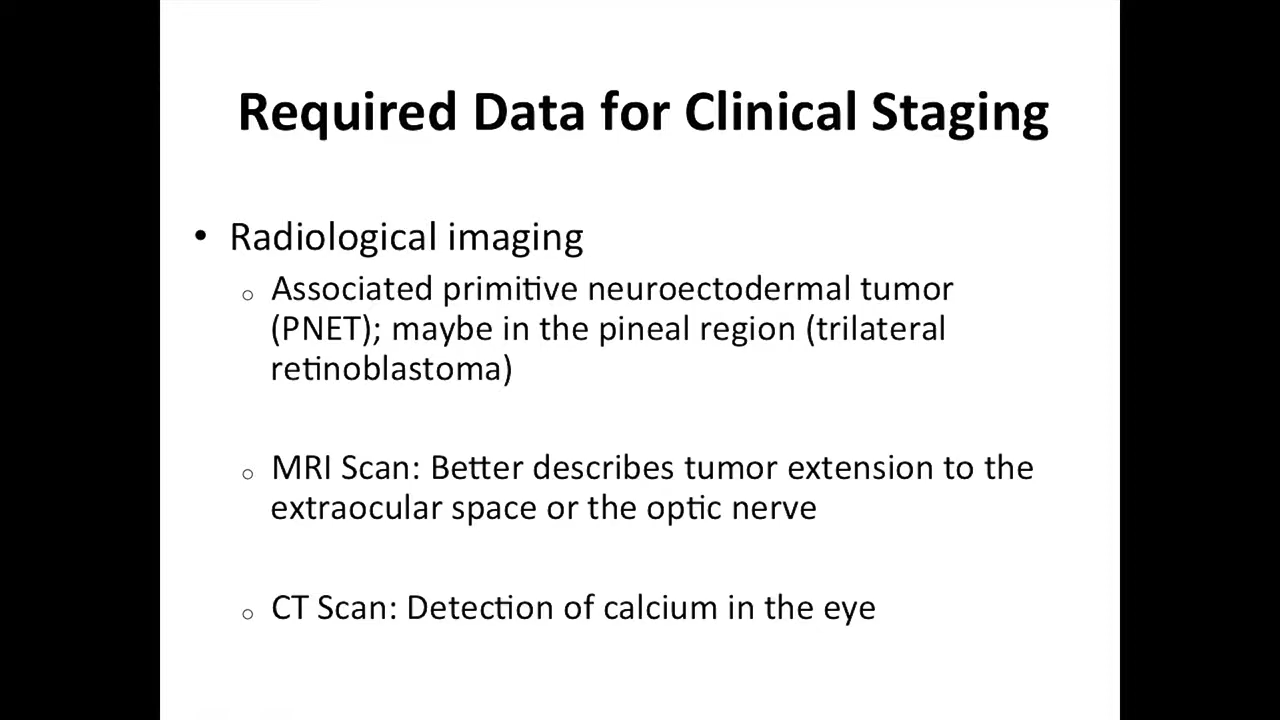 Required Data for Clinical Staging
• Radiological imaging
○ Associated primitive neuroectodermal tumor
(PNET); maybe in the pineal region (trilateral
retinoblastoma)
○ MRI Scan: Better describes tumor extension to the
extraocular space or the optic nerve
○ CT Scan: Detection of calcium in the eye